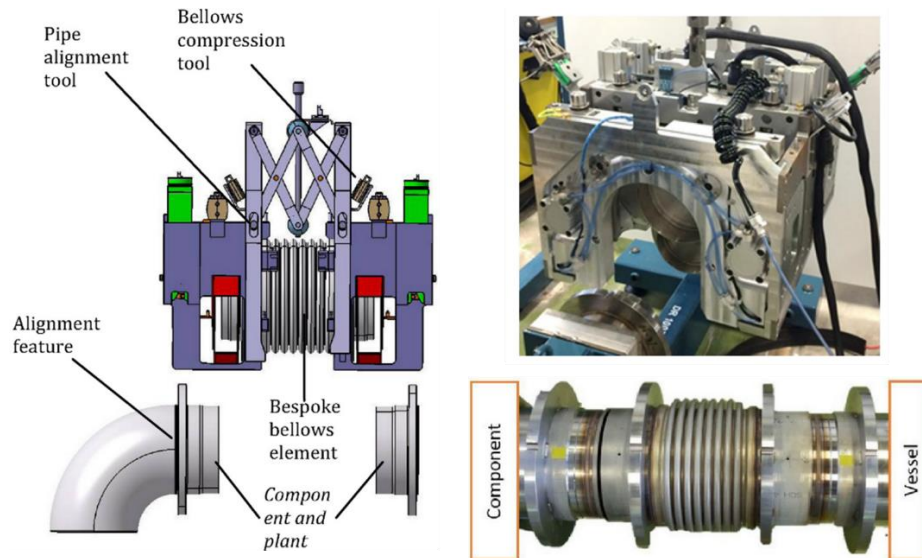 Pipe
alignment
tool
Bellows
compression
tool
Alignment
feature
Bespoke
bellows
element
Compon
ent and
plant
Component
Vessel